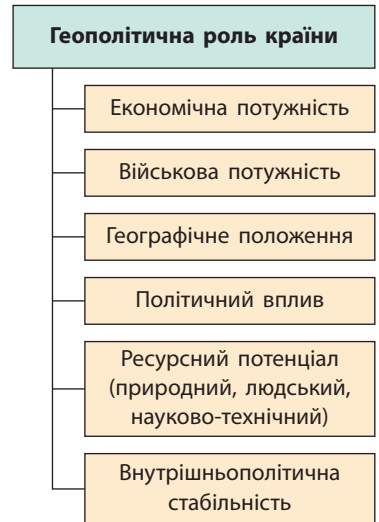 Геополітична роль країни
Економічна потужність
Військова потужність
Географічне положення
Політичний вплив
Ресурсний потенціал
(природний, людський,
науково-технічний)
Внутрішньополітична
стабільність